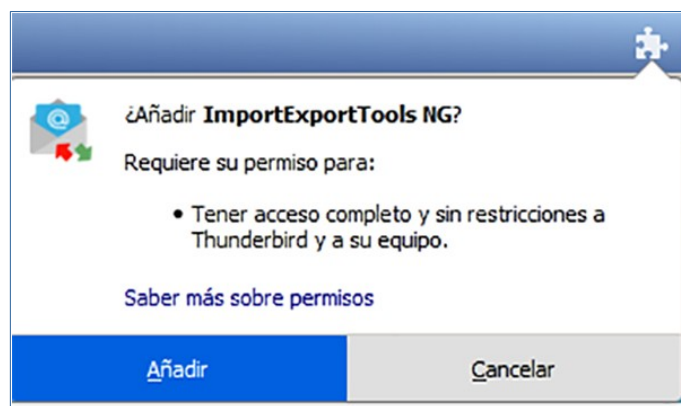 ¿Añadir ImportExportTools NG?
Requiere su permiso para:
• Tener acceso completo y sin restricciones a
Thunderbird y a su equipo.
Saber más sobre permisos
Añadir
Cancelar